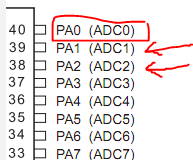 40 PA0 (ADC0)
39 PA1 (ADC1)
38 PA2 (ADC2)
37 PA3 (ADC3)
36 PA4 (ADC4)
35 PA5 (ADC5)
34 PA6 (ADC6)
33 PA7 (ADC7)